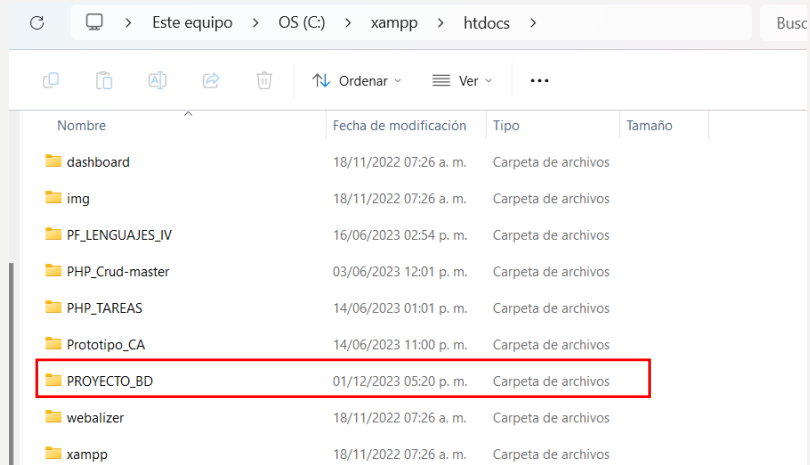 Este equipo > OS (C:) > xampp > htdocs >
Busc
Ordenar Ver
Nombre Fecha de modificación Tipo Tamaño
dashboard 18/11/2022 07:26 a. m. Carpeta de archivos
img 18/11/2022 07:26 a. m. Carpeta de archivos
PF_LENGUAJES_IV 16/06/2023 02:54 p. m. Carpeta de archivos
PHP_Crud-master 03/06/2023 12:01 p. m. Carpeta de archivos
PHP_TAREAS 14/06/2023 01:01 p. m. Carpeta de archivos
Prototipo_CA 14/06/2023 11:00 p. m. Carpeta de archivos
PROYECTO_BD 01/12/2023 05:20 p. m. Carpeta de archivos
webalizer 18/11/2022 07:26 a. m. Carpeta de archivos
xampp 18/11/2022 07:26 a. m. Carpeta de archivos